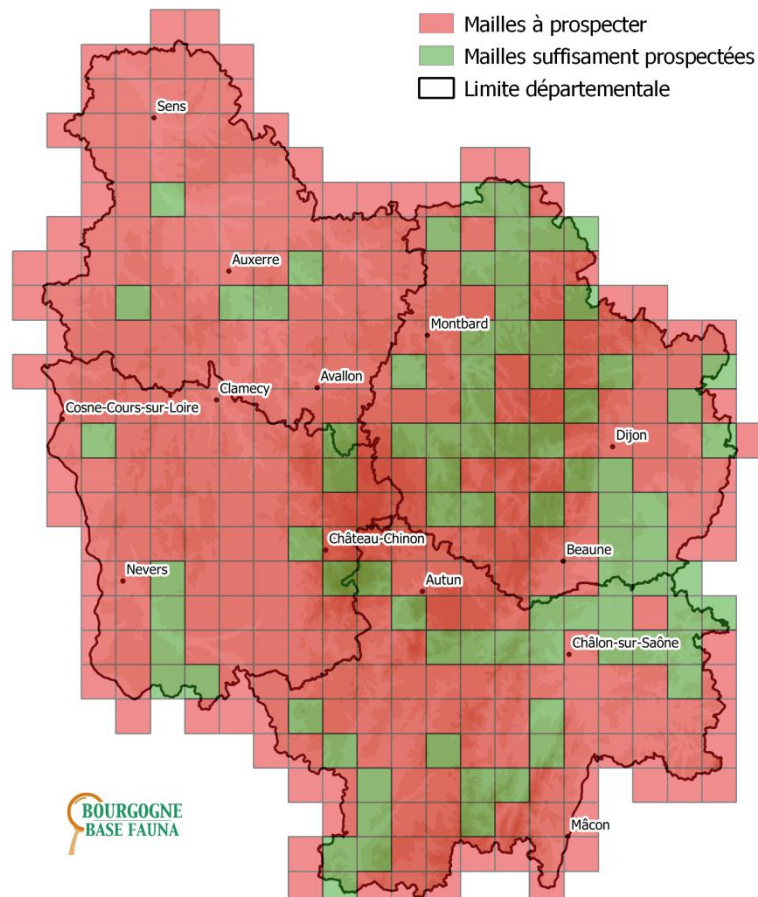 Mailles à prospecter
Mailles suffisament prospectées
Limite départementale
Sens
Auxerre
Montbard
Avallon
Clamecy
Cosne-Cours-sur-Loire
Dijon
Château-Chinon
Beaune
Nevers
Autun
Châlon-sur-Saône
Mâcon
BOURGOGNE
BASE FAUNA